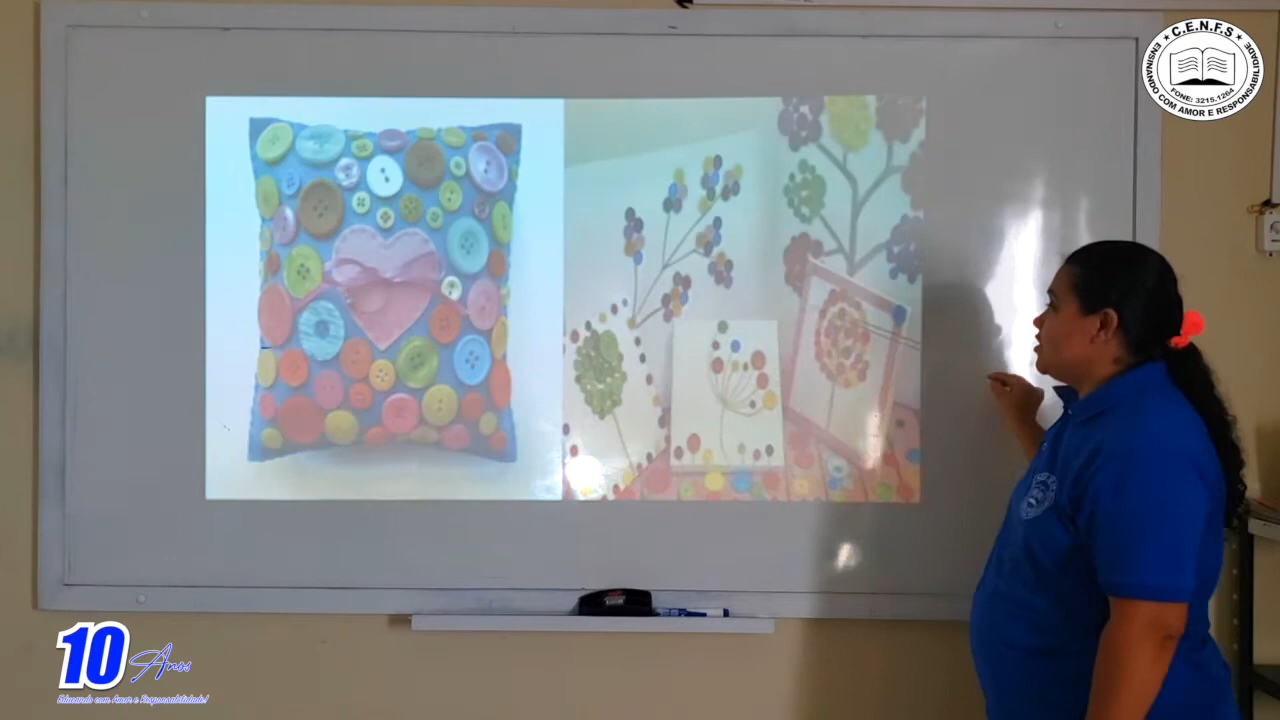 ★ C.E.N.F.S ★
ENSINANDO COM AMOR E RESPONSABILIDADE
FONE: 3215.1264
10 Anos
Educando com Amor e Responsabilidade!